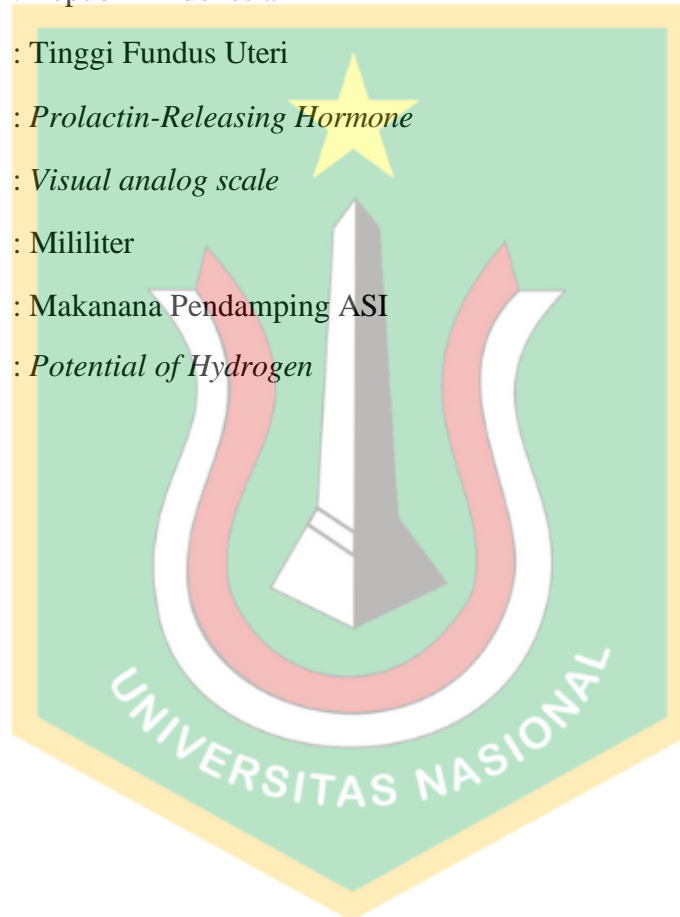 : Tinggi Fundus Uteri
: Prolactin-Releasing Hormone
: Visual analog scale
: Mililiter
: Makanana Pendamping ASI
: Potential of Hydrogen
UNIVERSITAS NASIONAL